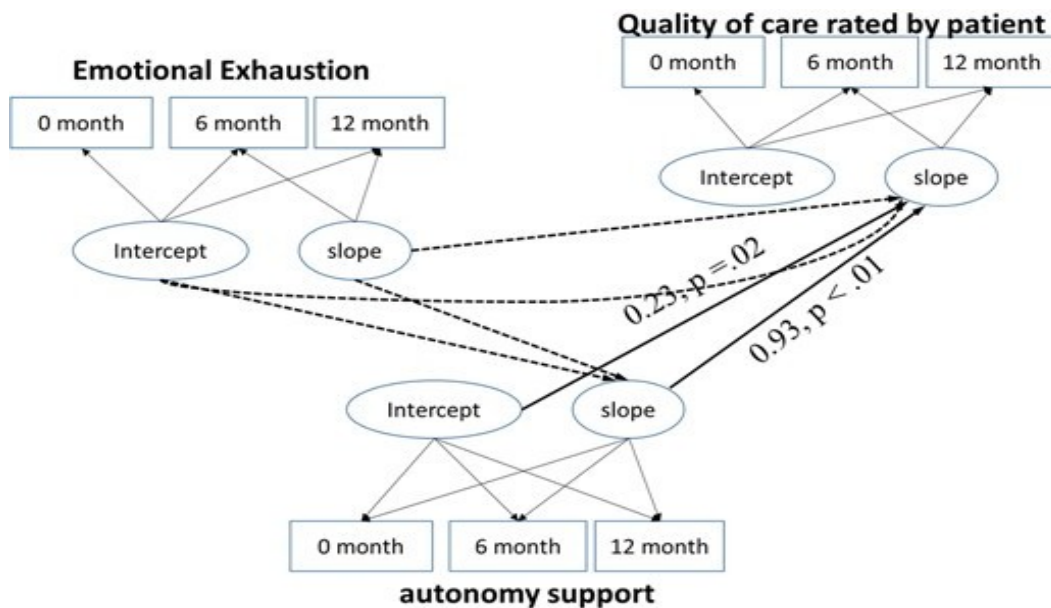 Quality of care rated by patient
0 month
6 month
12 month
Emotional Exhaustion
0 month
6 month
12 month
Intercept
slope
Intercept
slope
0.23, p =.02
0.93, p < .01
Intercept
slope
0 month
6 month
12 month
autonomy support